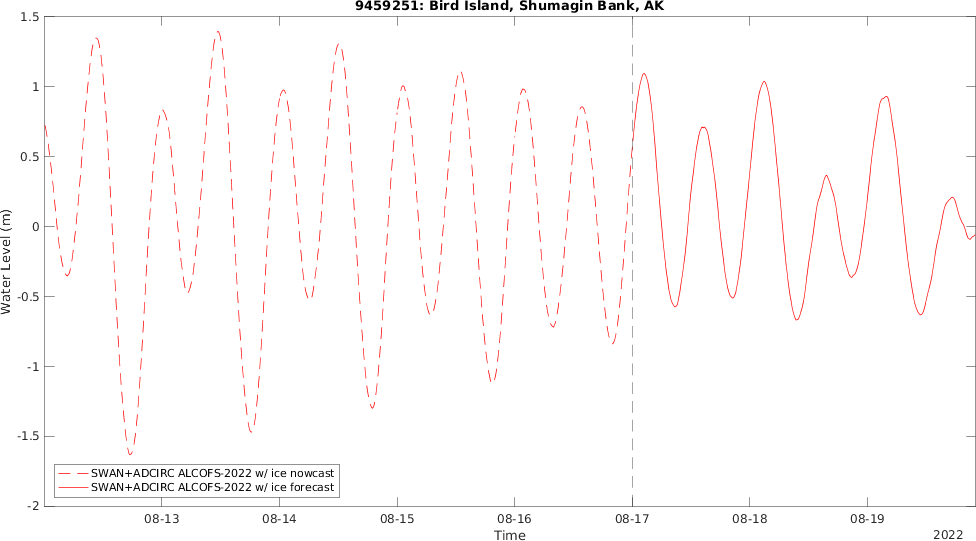 9459251: Bird Island, Shumagin Bank, AK
1.5
1
0.5
0
-0.5
-1
-1.5
-2
Water Level (m)
SWAN+ADCIRC ALCOFS-2022 w/ ice nowcast
SWAN+ADCIRC ALCOFS-2022 w/ ice forecast
08-13 08-14 08-15 08-16 08-17 08-18 08-19
Time
2022